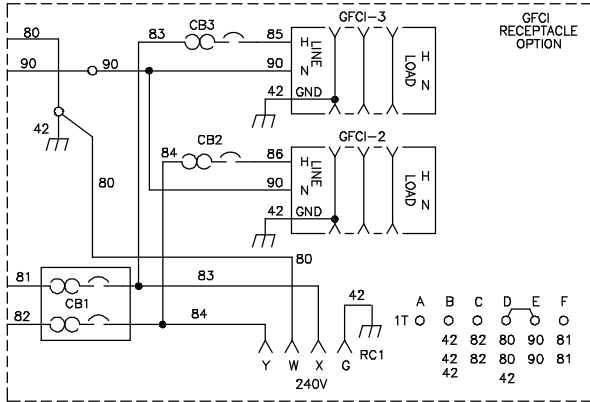 80
83
CB3
85
GFCI-3
GFCI
RECEPTACLE
OPTION
90
90
90
H
N
LINE
H
N
LOAD
42
GND
42
84
CB2
86
GFCI-2
H
N
LINE
H
N
LOAD
90
80
42
GND
80
81
83
CB1
82
84
42
RC1
Y W X G
240V
A B C D E F
1T
42 82 80 90 81
42 82 80 90 81
42 42